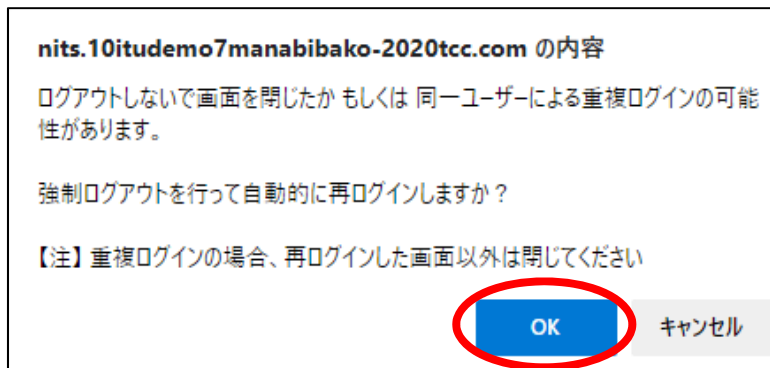 nits.10itudemo7manabibako-2020tcc.com の内容
ログアウトしないで画面を閉じたか もしくは 同一ユーザーによる重複ログインの可能
性があります。
強制ログアウトを行って自動的に再ログインしますか？
【注】 重複ログインの場合、再ログインした画面以外は閉じてください
OK キャンセル